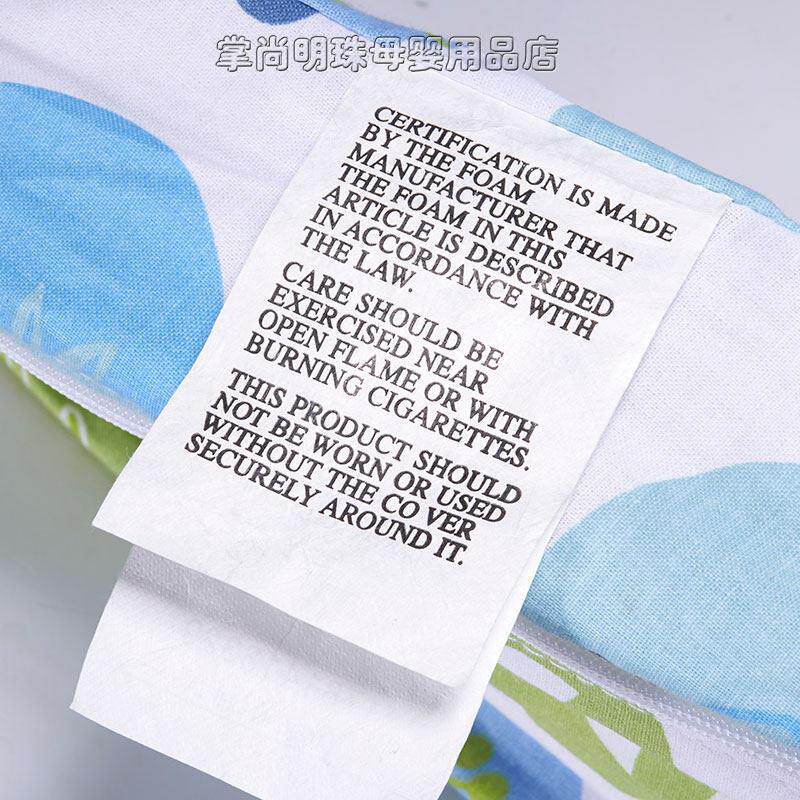 掌尚明珠母婴用品店
CERTIFICATION IS MADE
BY THE FOAM
MANUFACTURER THAT
THE FOAM IN THIS
ARTICLE IS DESCRIBED
IN ACCORDANCE WITH
THE LAW.
CARE SHOULD BE
EXERCISED NEAR
OPEN FLAME OR WITH
BURNING CIGARETTES.
THIS PRODUCT SHOULD
NOT BE WORN OR USED
WITHOUT THE CO VER
SECURELY AROUND IT.